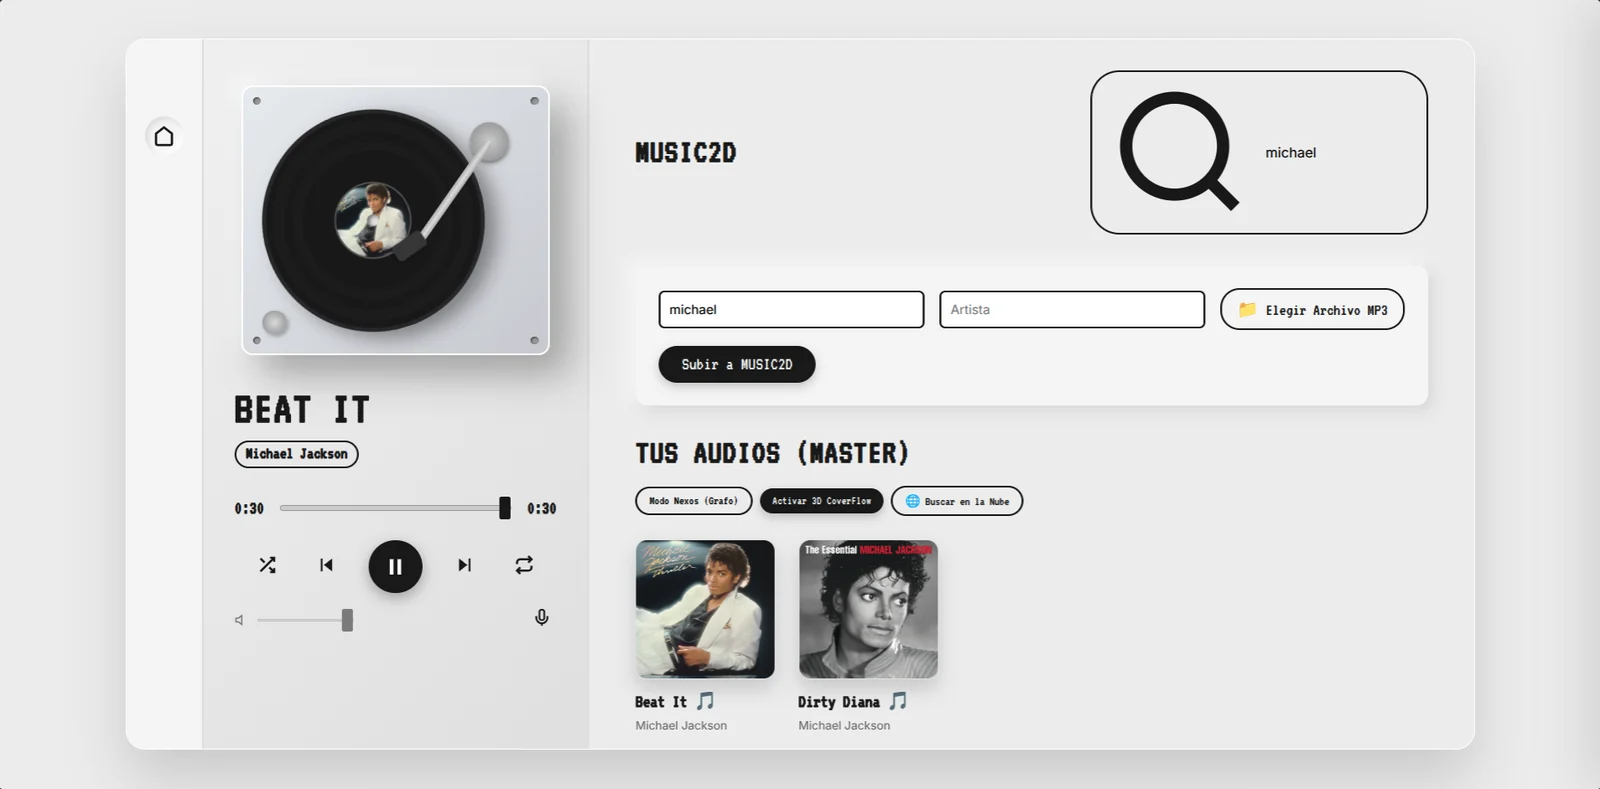 MUSIC2D
michael
michael
Artista
📁 Elegir Archivo MP3
Subir a MUSIC2D
BEAT IT
Michael Jackson
0:30
0:30
TUS AUDIOS (MASTER)
Modo Nexos (Grafo)
Activar 3D CoverFlow
🌐 Buscar en la Nube
Michael Jackson Thriller
The Essential MICHAEL JACKSON
Beat It 🎵
Michael Jackson
Dirty Diana 🎵
Michael Jackson